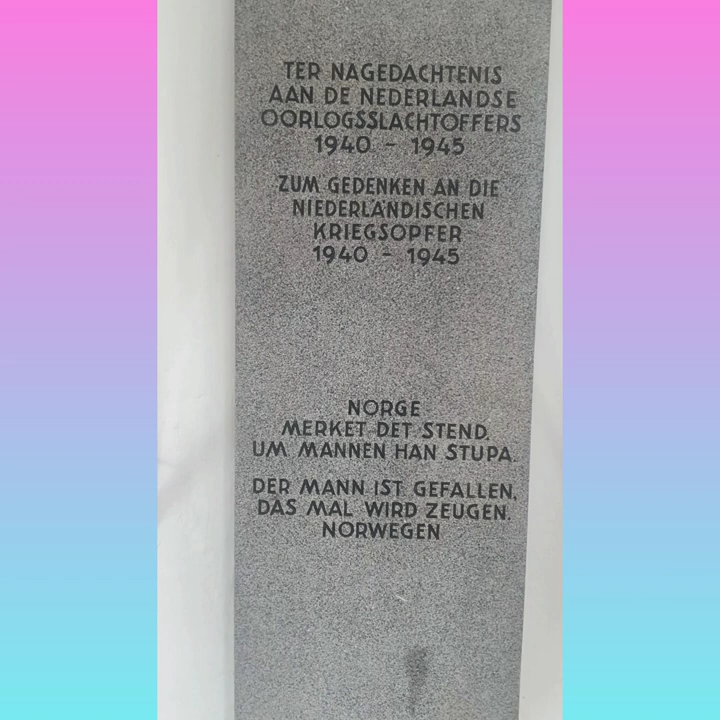 TER NAGEDACHTENIS
AAN DE NEDERLANDSE
OORLOGSSLACHTOFFERS
1940 - 1945
ZUM GEDENKEN AN DIE
NIEDERLÄNDISCHEN
KRIEGSOPFER
1940 - 1945
NORGE
MERKET DET STEND,
UM MANNEN HAN STUPA.
DER MANN IST GEFALLEN,
DAS MAL WIRD ZEUGEN.
NORWEGEN